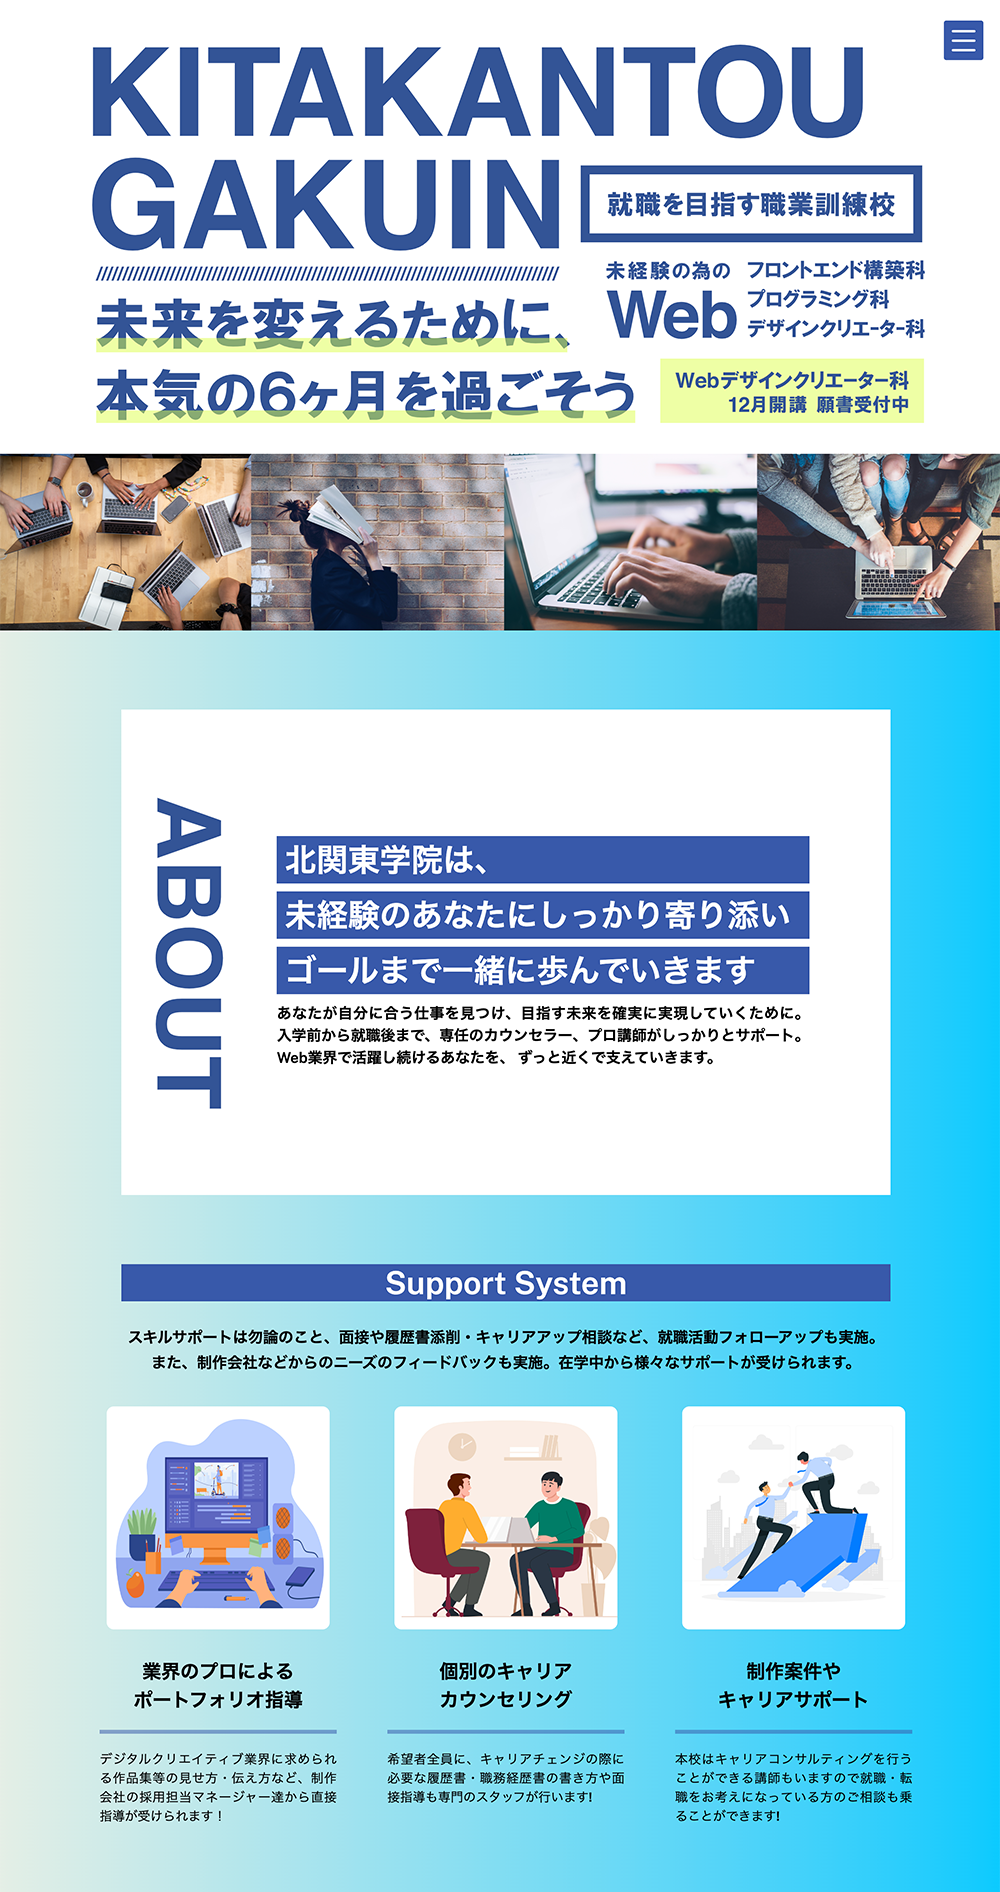 KITAKANTOU
GAKUIN
就職を目指す職業訓練校
未経験の為の
Web
フロントエンド構築科
プログラミング科
デザインクリエーター科
未来を変えるために、
本気の6ヶ月を過ごそう
Webデザインクリエーター科
12月開講 願書受付中
ABOUT
北関東学院は、
未経験のあなたにしっかり寄り添い
ゴールまで一緒に歩んでいきます
あなたが自分に合う仕事を見つけ、目指す未来を確実に実現していくために。
入学前から就職後まで、専任のカウンセラー、プロ講師がしっかりとサポート。
Web業界で活躍し続けるあなたを、 ずっと近くで支えていきます。
Support System
スキルサポートは勿論のこと、面接や履歴書添削・キャリアアップ相談など、就職活動フォローアップも実施。
また、制作会社などからのニーズのフィードバックも実施。在学中から様々なサポートが受けられます。
業界のプロによる
ポートフォリオ指導
デジタルクリエイティブ業界に求められ
る作品集等の見せ方・伝え方など、制作
会社の採用担当マネージャー達から直接
指導が受けられます！
個別のキャリア
カウンセリング
希望者全員に、キャリアチェンジの際に
必要な履歴書・職務経歴書の書き方や面
接指導も専門のスタッフが行います!
制作案件や
キャリアサポート
本校はキャリアコンサルティングを行う
ことができる講師もいますので就職・転
職をお考えになっている方のご相談も乗
ることができます!